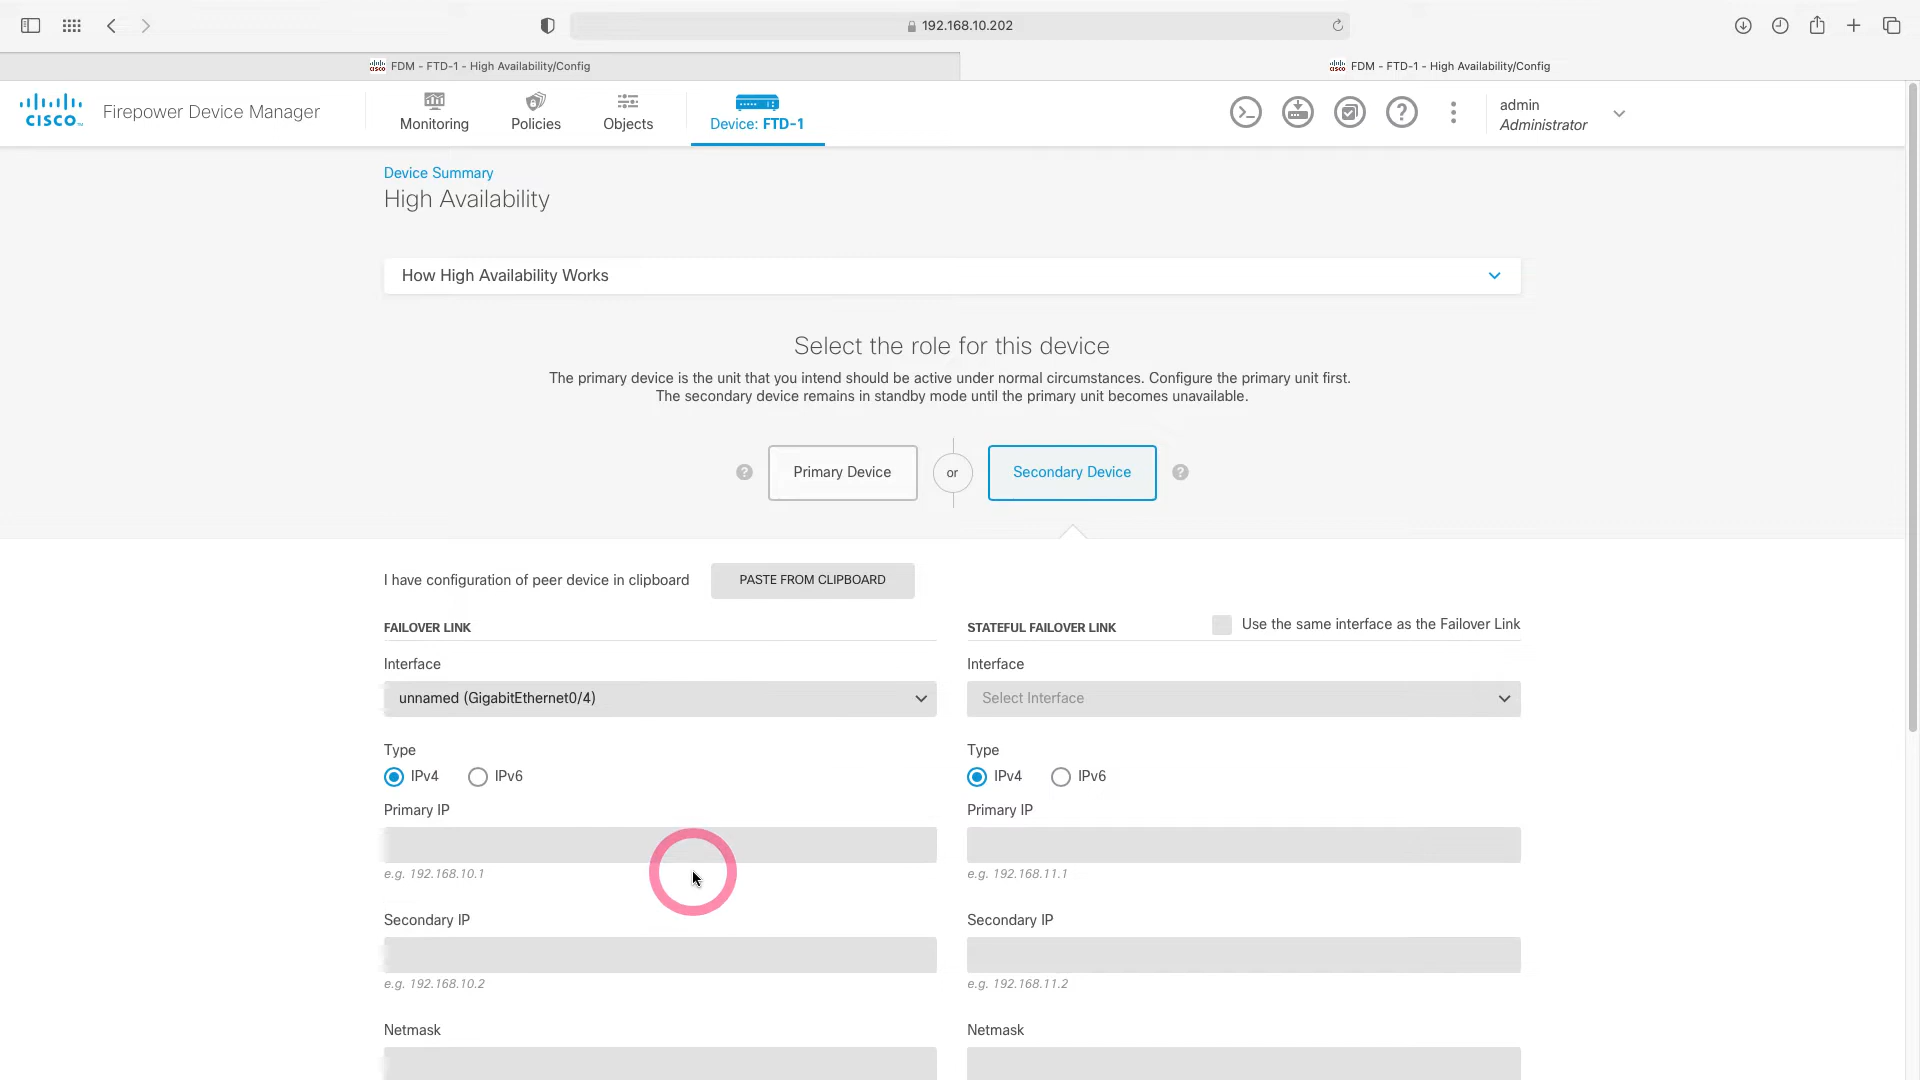 192.168.10.202
FDM - FTD-1 - High Availability/Config
FDM - FTD-1 - High Availability/Config
CISCO
Firepower Device Manager
Monitoring
Policies
Objects
Device: FTD-1
admin
Administrator
Device Summary
High Availability
How High Availability Works
Select the role for this device
The primary device is the unit that you intend should be active under normal circumstances. Configure the primary unit first.
The secondary device remains in standby mode until the primary unit becomes unavailable.
Primary Device
or
Secondary Device
I have configuration of peer device in clipboard
PASTE FROM CLIPBOARD
FAILOVER LINK
Interface
unnamed (GigabitEthernet0/4)
Type
IPv4
IPv6
Primary IP
e.g. 192.168.10.1
Secondary IP
e.g. 192.168.10.2
Netmask
STATEFUL FAILOVER LINK
Use the same interface as the Failover Link
Interface
Select Interface
Type
IPv4
IPv6
Primary IP
e.g. 192.168.11.1
Secondary IP
e.g. 192.168.11.2
Netmask